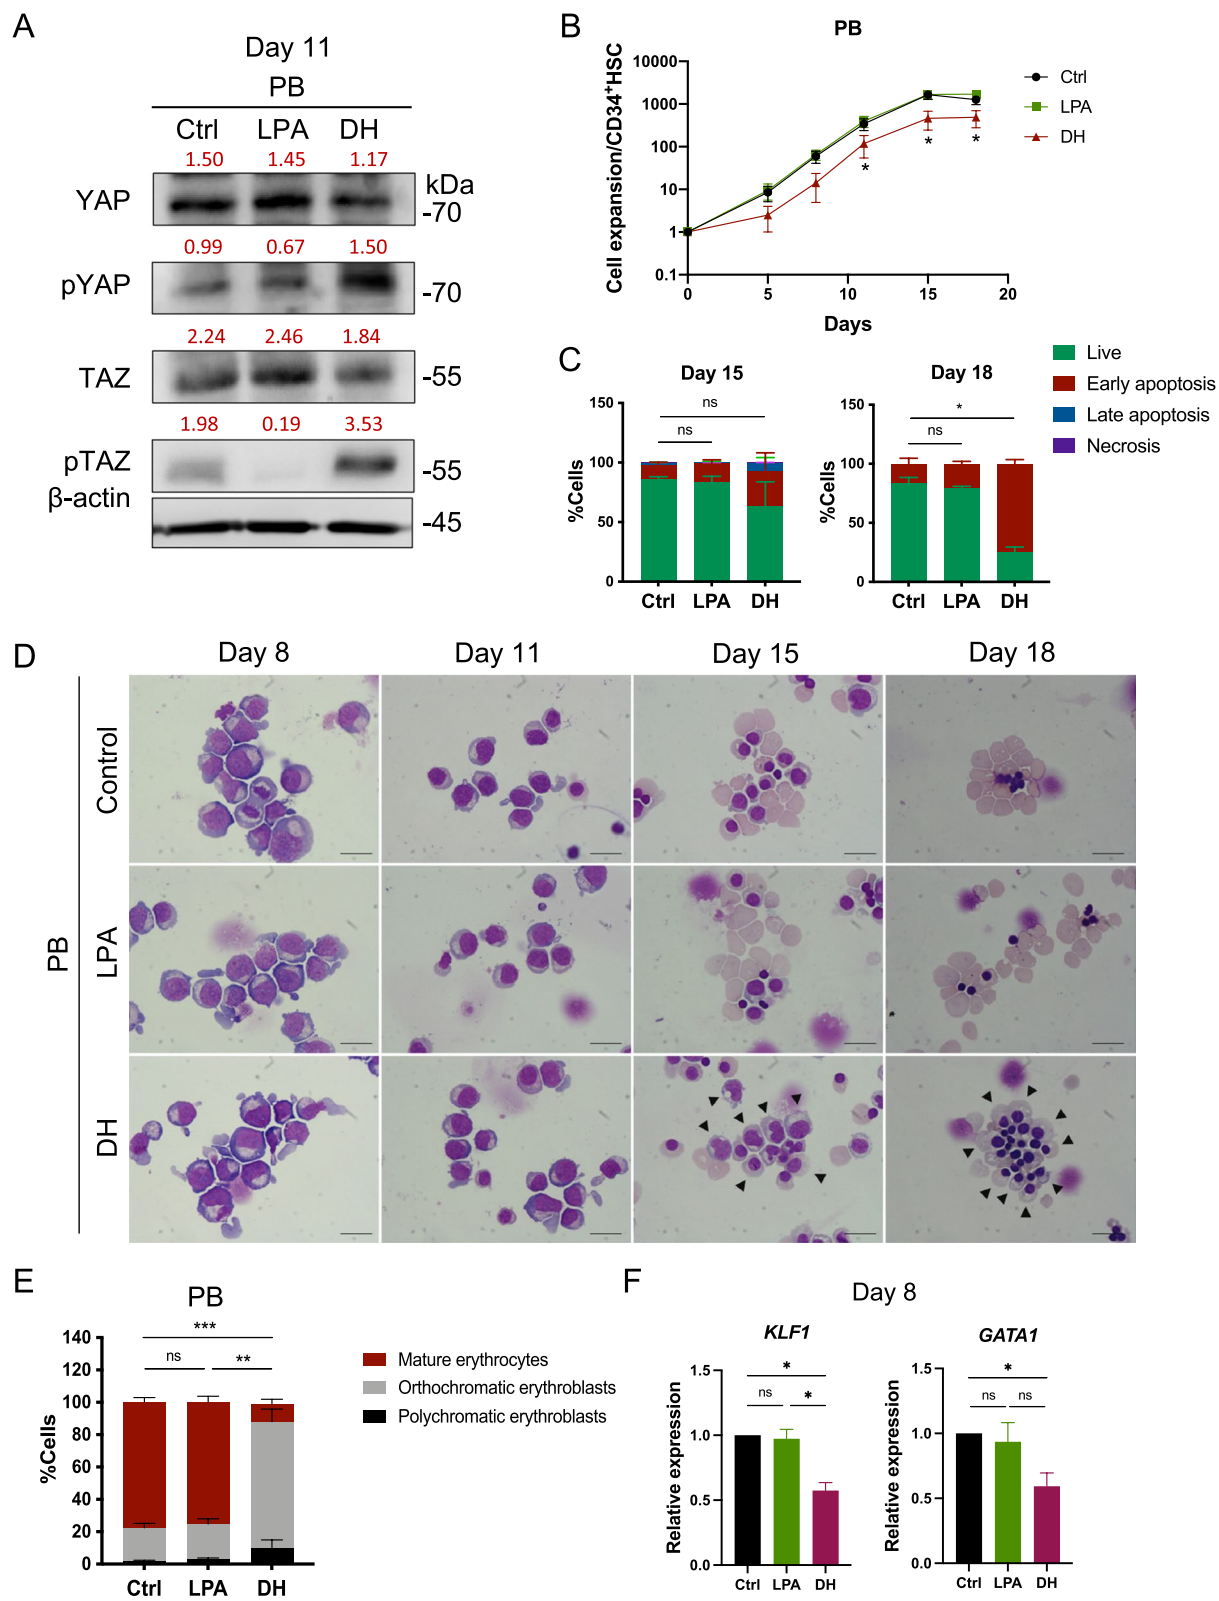 A
Day 11
PB
Ctrl LPA DH
1.50 1.45 1.17
YAP
kDa
-70
0.99 0.67 1.50
pYAP
-70
2.24 2.46 1.84
TAZ
-55
1.98 0.19 3.53
pTAZ
-55
β-actin
-45
B
PB
Cell expansion/CD34⁺HSC
10000
1000
100
10
1
0.1
0 5 10 15 20
Days
* * *
Ctrl
LPA
DH
C
Day 15
%Cells
150
100
50
0
ns
ns
Ctrl LPA DH
Day 18
%Cells
150
100
50
0
*
ns
Ctrl LPA DH
Live
Early apoptosis
Late apoptosis
Necrosis
D
Day 8 Day 11 Day 15 Day 18
PB
Control
LPA
DH
E
PB
%Cells
140
120
100
80
60
40
20
0
***
ns **
Ctrl LPA DH
Mature erythrocytes
Orthochromatic erythroblasts
Polychromatic erythroblasts
F
Day 8
KLF1
Relative expression
1.5
1.0
0.5
0.0
*
ns *
Ctrl LPA DH
GATA1
Relative expression
1.5
1.0
0.5
0.0
*
ns ns
Ctrl LPA DH